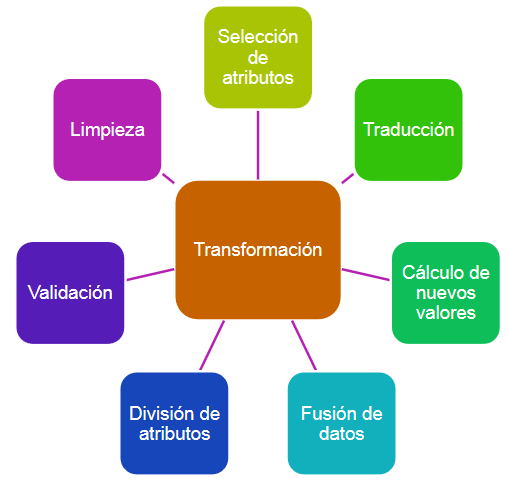 Selección
de
atributos
Limpieza
Traducción
Transformación
Validación
Cálculo de
nuevos
valores
División de
atributos
Fusión de
datos